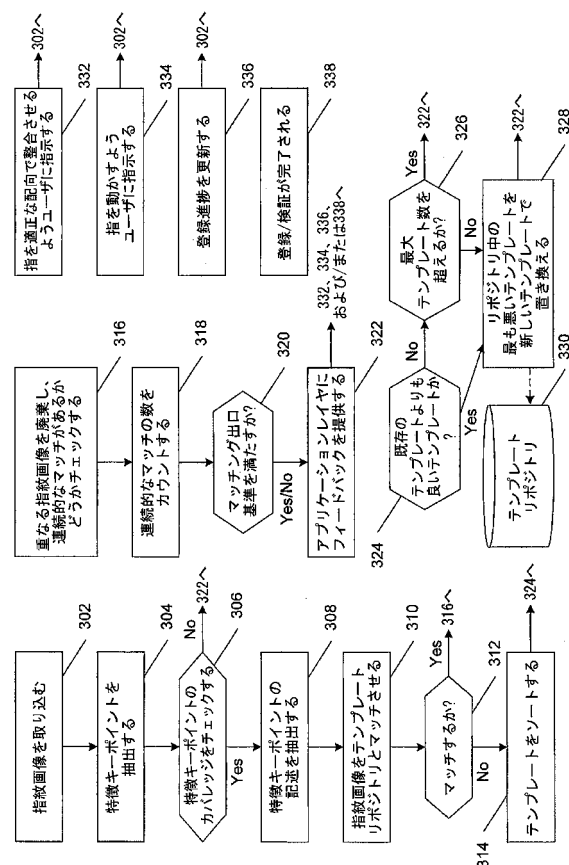 指紋画像を取り込む
302
特徴キーポイントを
抽出する
304
特徴キーポイントの
カバレッジをチェックする
306
No
322へ
Yes
特徴キーポイントの
記述を抽出する
308
指紋画像をテンプレート
リポジトリとマッチさせる
310
マッチするか?
312
Yes
316へ
No
テンプレートをソートする
314
324へ
重なる指紋画像を廃棄し、
連続的なマッチがあるか
どうかチェックする
316
連続的なマッチの数を
カウントする
318
マッチング出口
基準を満たすか?
320
Yes/No
アプリケーションレイヤに
フィードバックを提供する
322
332、334、336、
および/または338へ
既存の
テンプレートよりも
良いテンプレートか
?
324
No
Yes
最大
テンプレート数を
超えるか?
326
Yes
322へ
No
リポジトリ中の
最も悪いテンプレートを
新しいテンプレートで
置き換える
328
322へ
テンプレート
リポジトリ
330
指を適正な配向で整合させる
ようユーザに指示する
332
302へ
指を動かすよう
ユーザに指示する
334
302へ
登録進捗を更新する
336
302へ
登録/検証が完了される
338